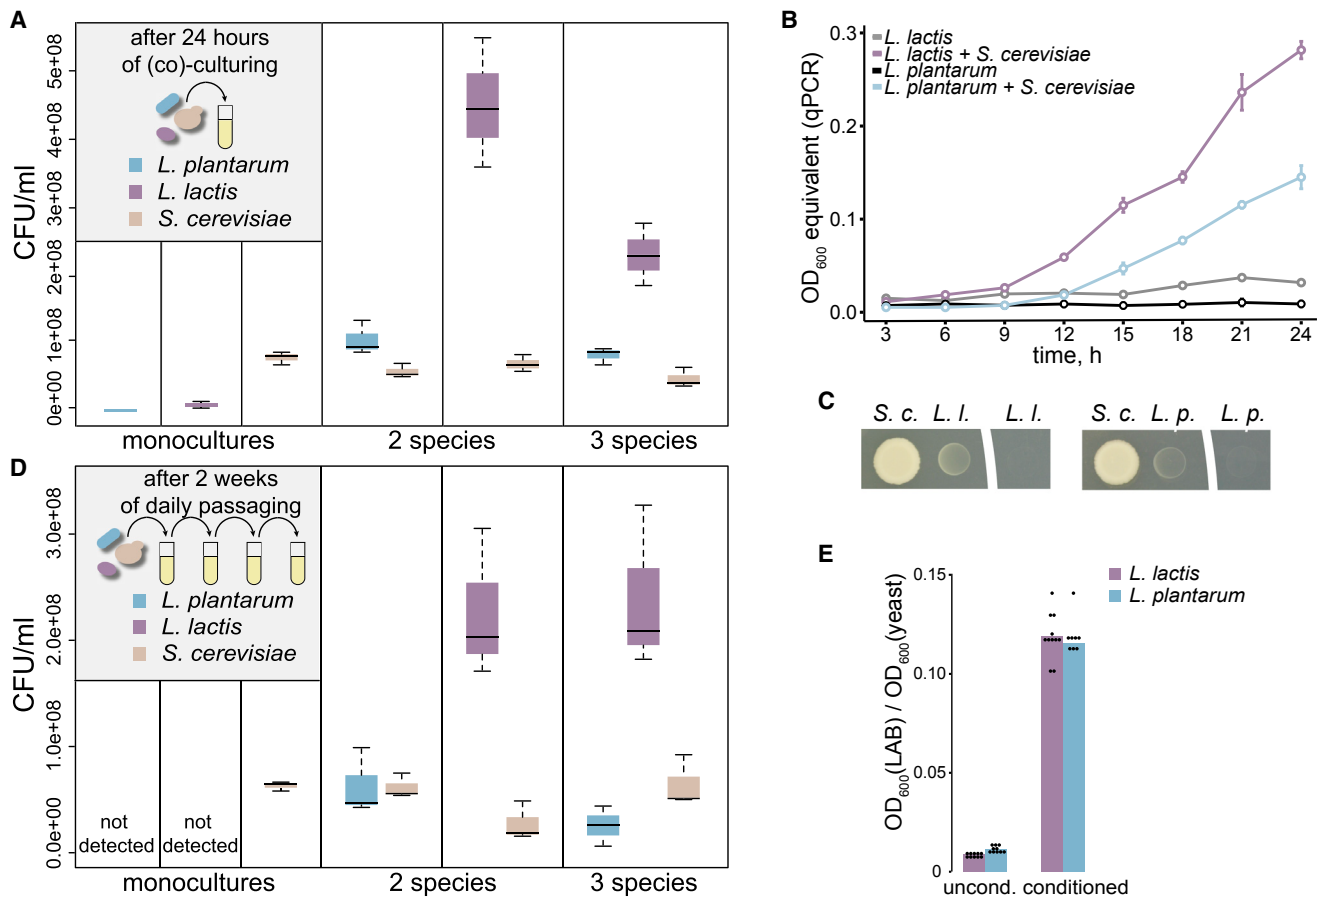 A
after 24 hours
of (co)-culturing
L. plantarum
L. lactis
S. cerevisiae
CFU/ml
5e+08
4e+08
3e+08
2e+08
1e+08
0e+00
monocultures
2 species
3 species
B
L. lactis
L. lactis + S. cerevisiae
L. plantarum
L. plantarum + S. cerevisiae
OD600 equivalent (qPCR)
0.3
0.2
0.1
0.0
3 6 9 12 15 18 21 24
time, h
C
S. c. L. l. L. l.
S. c. L. p. L. p.
D
after 2 weeks
of daily passaging
L. plantarum
L. lactis
S. cerevisiae
CFU/ml
3.0e+08
2.0e+08
1.0e+08
0.0e+00
not
detected
not
detected
monocultures
2 species
3 species
E
L. lactis
L. plantarum
OD600(LAB) / OD600(yeast)
0.15
0.10
0.05
0
uncond. conditioned